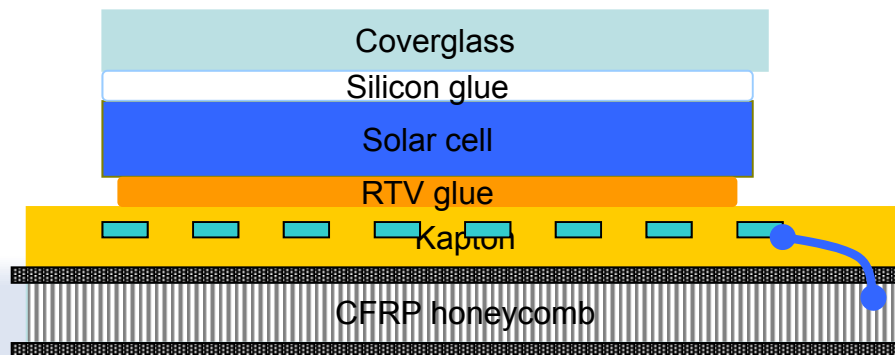 Coverglass
Silicon glue
Solar cell
RTV glue
Kapton
CFRP honeycomb